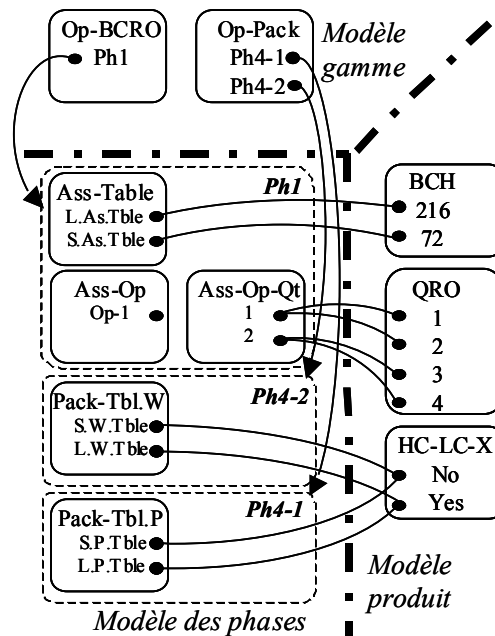 Op-BCRO
Ph1
Op-Pack
Ph4-1
Ph4-2
Modèle
gamme
Ph1
Ass-Table
L.As.Tble
S.As.Tble
Ass-Op
Op-1
Ass-Op-Qt
1
2
BCH
216
72
QRO
1
2
3
4
Ph4-2
Pack-Tbl.W
S.W.Tble
L.W.Tble
HC-LC-X
No
Yes
Ph4-1
Pack-Tbl.P
S.P.Tble
L.P.Tble
Modèle des phases
Modèle
produit